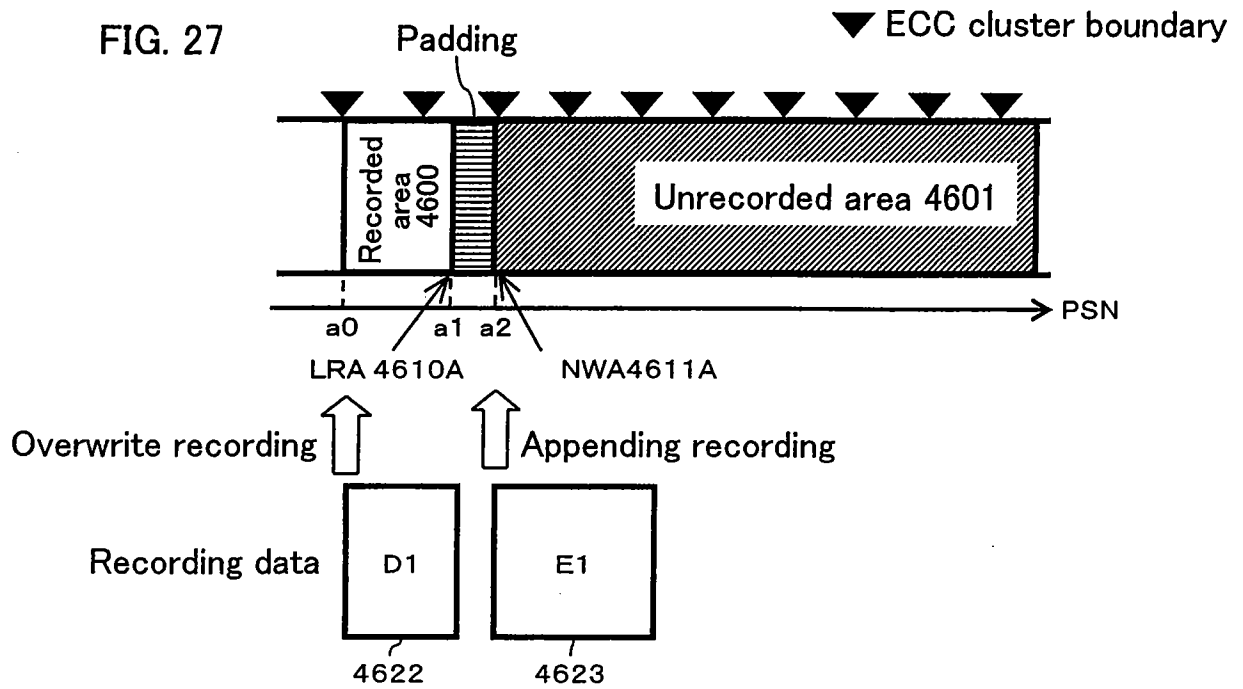 FIG. 27
Padding
▼ ECC cluster boundary
Recorded
area
4600
Unrecorded area 4601
a0
a1
a2
PSN
LRA 4610A
NWA4611A
Overwrite recording
Appending recording
Recording data
D1
E1
4622
4623